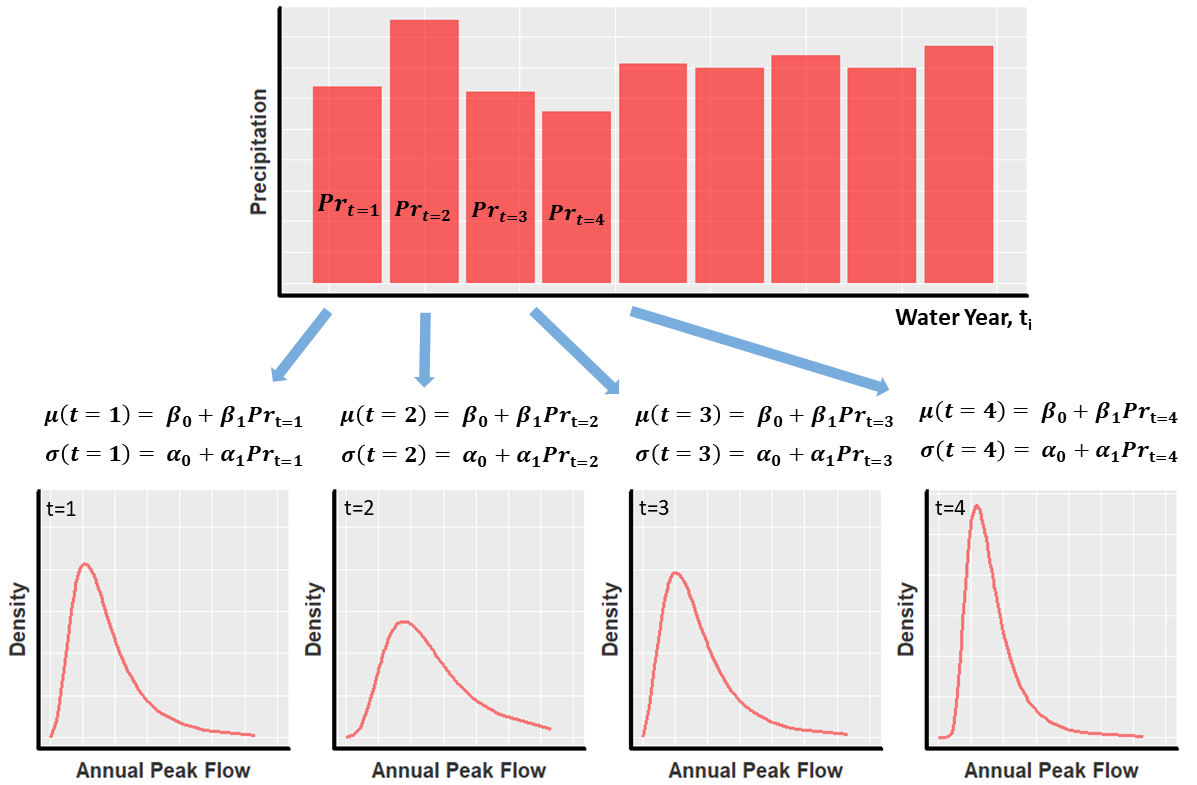 Precipitation
Pr_{t=1}
Pr_{t=2}
Pr_{t=3}
Pr_{t=4}
Water Year, t_i
μ(t = 1) = β_0 + β_1Pr_{t=1}
σ(t = 1) = α_0 + α_1Pr_{t=1}
μ(t = 2) = β_0 + β_1Pr_{t=2}
σ(t = 2) = α_0 + α_1Pr_{t=2}
μ(t = 3) = β_0 + β_1Pr_{t=3}
σ(t = 3) = α_0 + α_1Pr_{t=3}
μ(t = 4) = β_0 + β_1Pr_{t=4}
σ(t = 4) = α_0 + α_1Pr_{t=4}
t=1
Density
Annual Peak Flow
t=2
Density
Annual Peak Flow
t=3
Density
Annual Peak Flow
t=4
Density
Annual Peak Flow